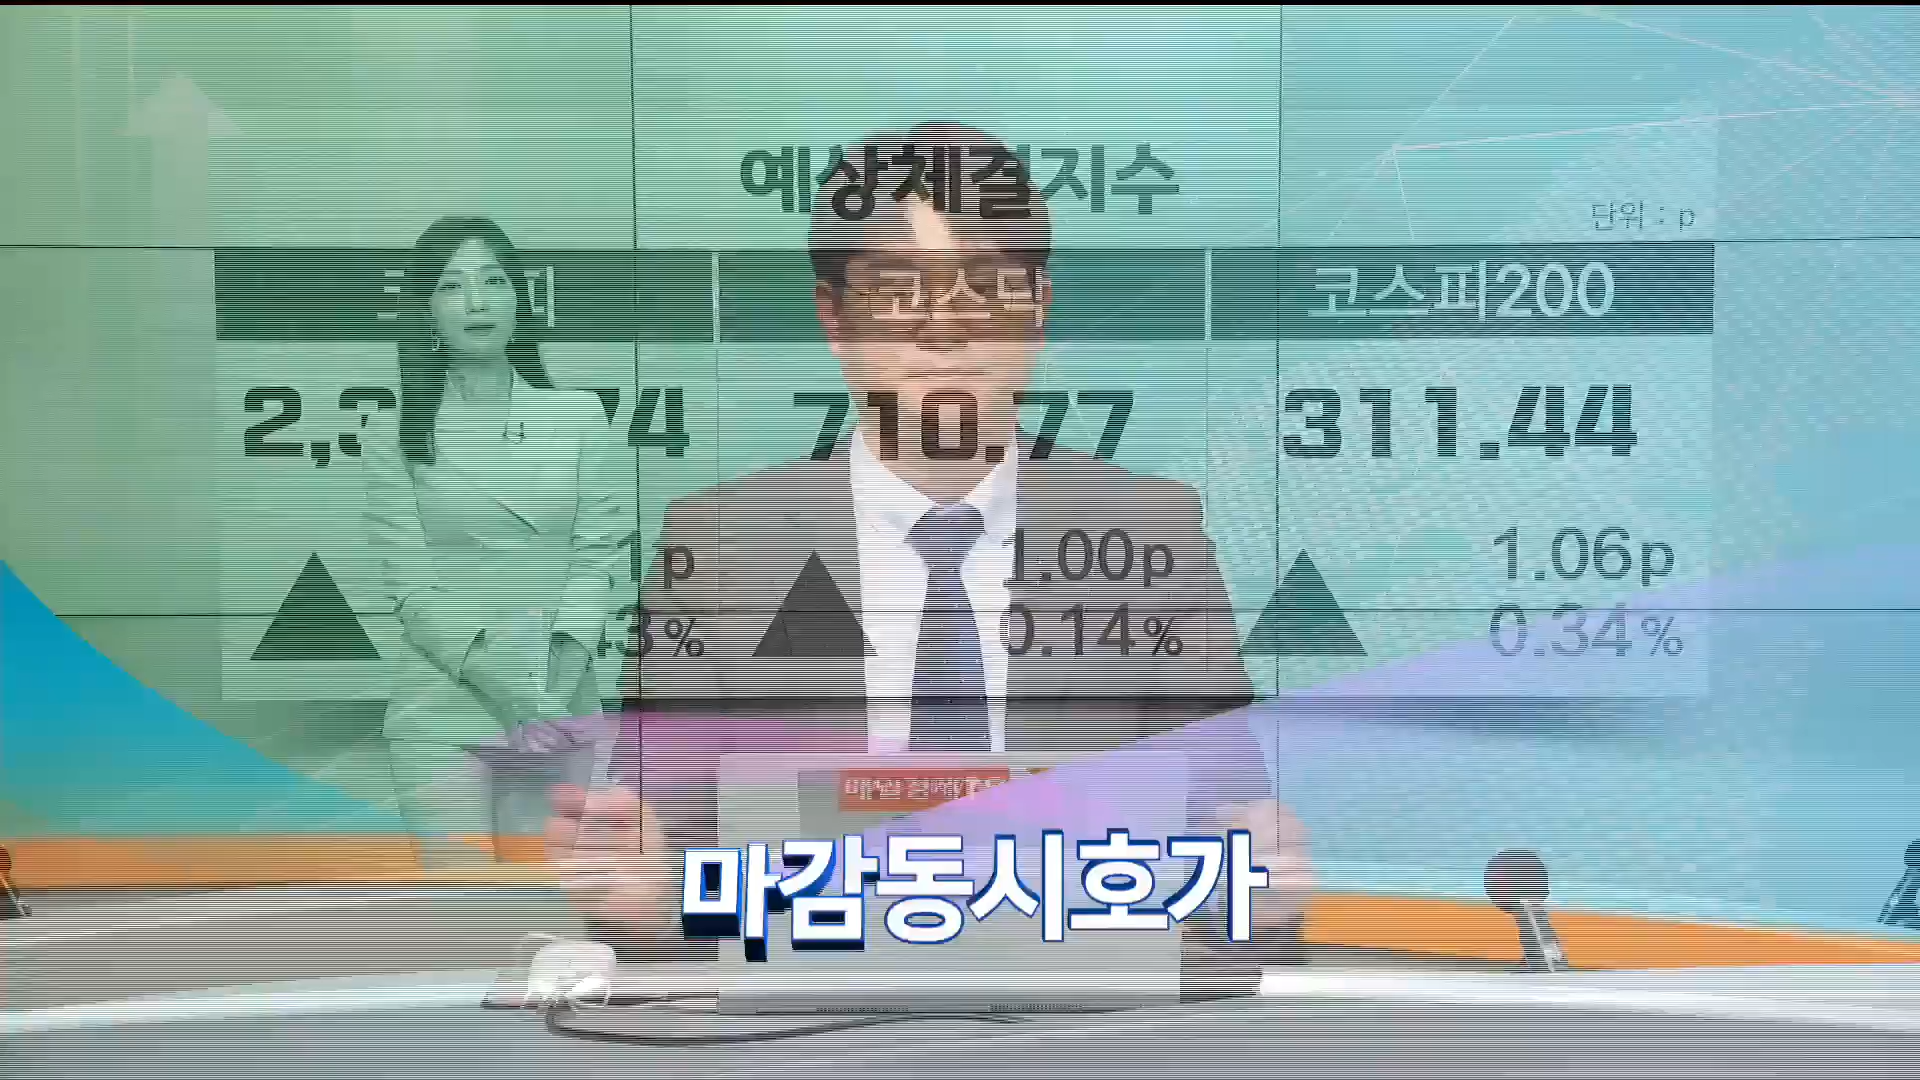 예상체결지수
단위 : p
코스닥
코스피200
710.77
311.44
1.00p
1.06p
0.14%
0.34%
마감동시호가